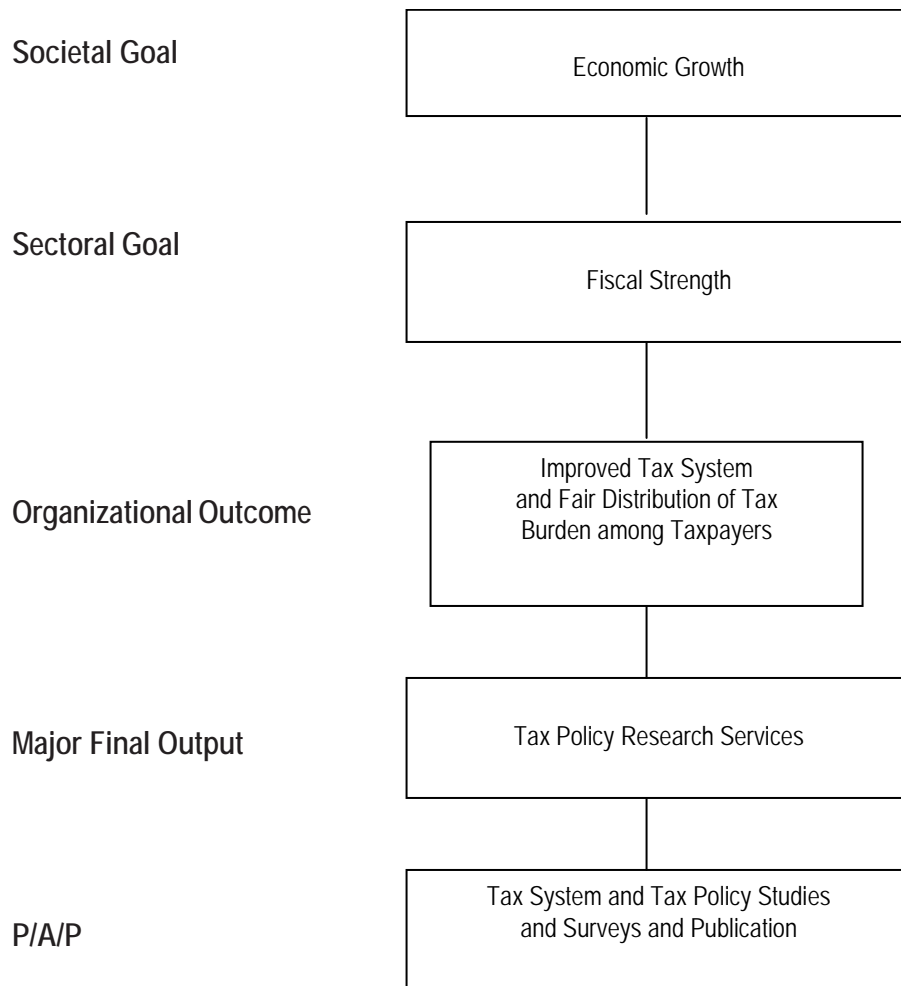 Societal Goal
Economic Growth
Sectoral Goal
Fiscal Strength
Organizational Outcome
Improved Tax System
and Fair Distribution of Tax
Burden among Taxpayers
Major Final Output
Tax Policy Research Services
P/A/P
Tax System and Tax Policy Studies
and Surveys and Publication